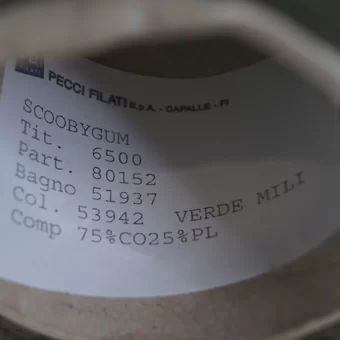 PECCI FILATI S.p.A. - CAPALLE - FI
SCOOBYGUM
Tit. 6500
Part. 80152
Bagno 51937
Col. 53942 VERDE MILI
Comp 75%CO25%PL